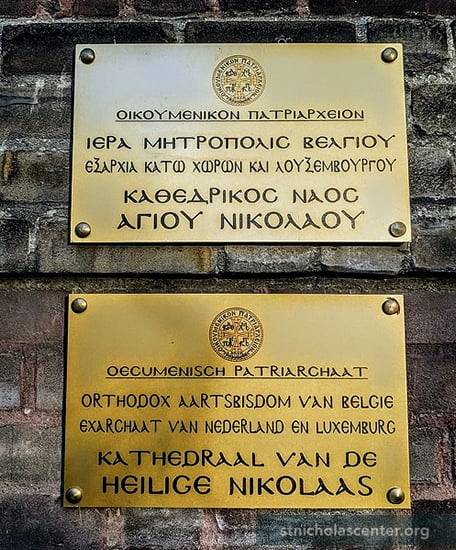 ΟΙΚΟΥΜΕΝΙΚΟΝ ΠΑΤΡΙΑΡΧΕΙΟΝ
ΙΕΡΑ ΜΗΤΡΟΠΟΛΙΣ ΒΕΛΓΙΟΥ
ΕΞΑΡΧΙΑ ΚΑΤΩ ΧΩΡΩΝ ΚΑΙ ΛΟΥΞΕΜΒΟΥΡΓΟΥ
ΚΑΘΕΔΡΙΚΟΣ ΝΑΟΣ
ΑΓΙΟΥ ΝΙΚΟΛΑΟΥ
OECUMENISCH PATRIARCHAAT
ORTHODOX AARTSBISDOM VAN BELGIE
EXARCHAAT VAN NEDERLAND EN LUXEMBURG
KATHEDRAAL VAN DE
HEILIGE NIKOLAAS
stnicholascenter.org